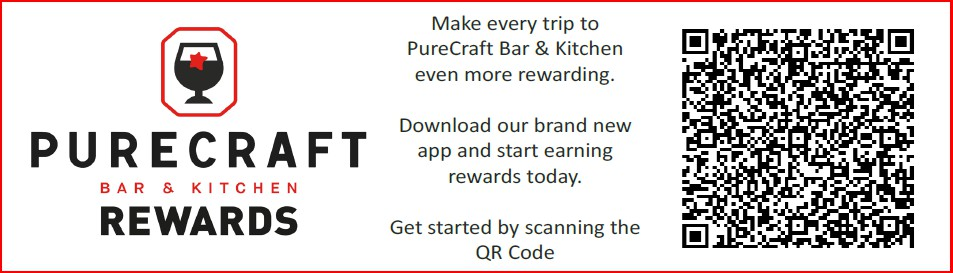 PURECRAFT
BAR & KITCHEN
REWARDS
Make every trip to
PureCraft Bar & Kitchen
even more rewarding.
Download our brand new
app and start earning
rewards today.
Get started by scanning the
QR Code